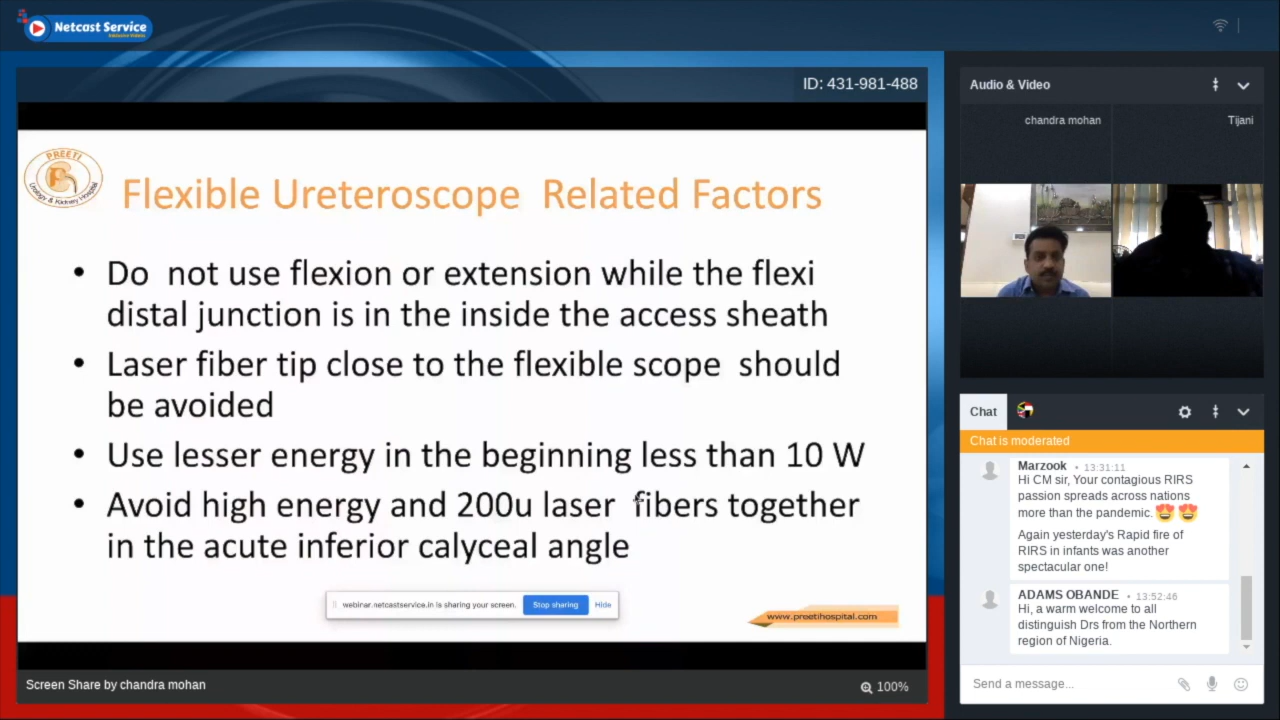 Netcast Service
ID: 431-981-488
PREETI
Urology & Kidney Hospital
Flexible Ureteroscope Related Factors
• Do not use flexion or extension while the flexi
distal junction is in the inside the access sheath
• Laser fiber tip close to the flexible scope should
be avoided
• Use lesser energy in the beginning less than 10 W
• Avoid high energy and 200u laser fibers together
in the acute inferior calyceal angle
webinar.netcastservice.in is sharing your screen.
Stop sharing
Hide
www.preetihospital.com
Screen Share by chandra mohan
100%
Audio & Video
chandra mohan
Tijani
Chat
Chat is moderated
Marzook • 13:31:11
Hi CM sir, Your contagious RIRS
passion spreads across nations
more than the pandemic. 😍 😍
Again yesterday's Rapid fire of
RIRS in infants was another
spectacular one!
ADAMS OBANDE • 13:52:46
Hi, a warm welcome to all
distinguish Drs from the Northern
region of Nigeria.
Send a message...